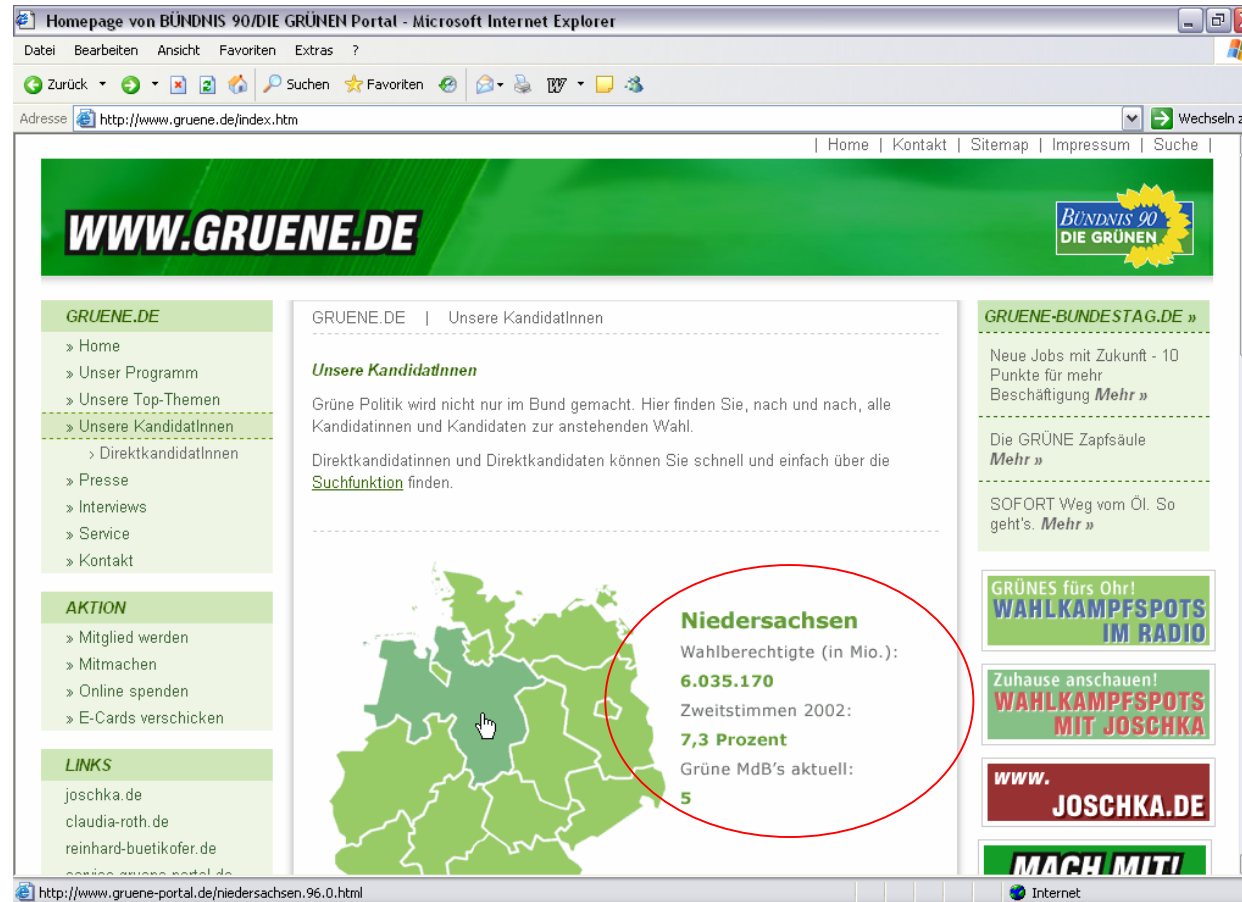 Homepage von BÜNDNIS 90/DIE GRÜNEN Portal - Microsoft Internet Explorer
Datei Bearbeiten Ansicht Favoriten Extras ?
Zurück Suchen Favoriten
Adresse http://www.gruene.de/index.htm Wechseln z
| Home | Kontakt | Sitemap | Impressum | Suche |
WWW.GRUENE.DE
BÜNDNIS 90
DIE GRÜNEN
GRUENE.DE
» Home
» Unser Programm
» Unsere Top-Themen
» Unsere KandidatInnen
› DirektkandidatInnen
» Presse
» Interviews
» Service
» Kontakt
AKTION
» Mitglied werden
» Mitmachen
» Online spenden
» E-Cards verschicken
LINKS
joschka.de
claudia-roth.de
reinhard-buetikofer.de
service.gruene-portal.de
GRUENE.DE | Unsere KandidatInnen
Unsere KandidatInnen
Grüne Politik wird nicht nur im Bund gemacht. Hier finden Sie, nach und nach, alle
Kandidatinnen und Kandidaten zur anstehenden Wahl.
Direktkandidatinnen und Direktkandidaten können Sie schnell und einfach über die
Suchfunktion finden.
Niedersachsen
Wahlberechtigte (in Mio.):
6.035.170
Zweitstimmen 2002:
7,3 Prozent
Grüne MdB's aktuell:
5
GRUENE-BUNDESTAG.DE »
Neue Jobs mit Zukunft - 10
Punkte für mehr
Beschäftigung Mehr »
Die GRÜNE Zapfsäule
Mehr »
SOFORT Weg vom Öl. So
geht's. Mehr »
GRÜNES fürs Ohr!
WAHLKAMPFSPOTS
IM RADIO
Zuhause anschauen!
WAHLKAMPFSPOTS
MIT JOSCHKA
WWW.
JOSCHKA.DE
MACH MIT!
http://www.gruene-portal.de/niedersachsen.96.0.html Internet